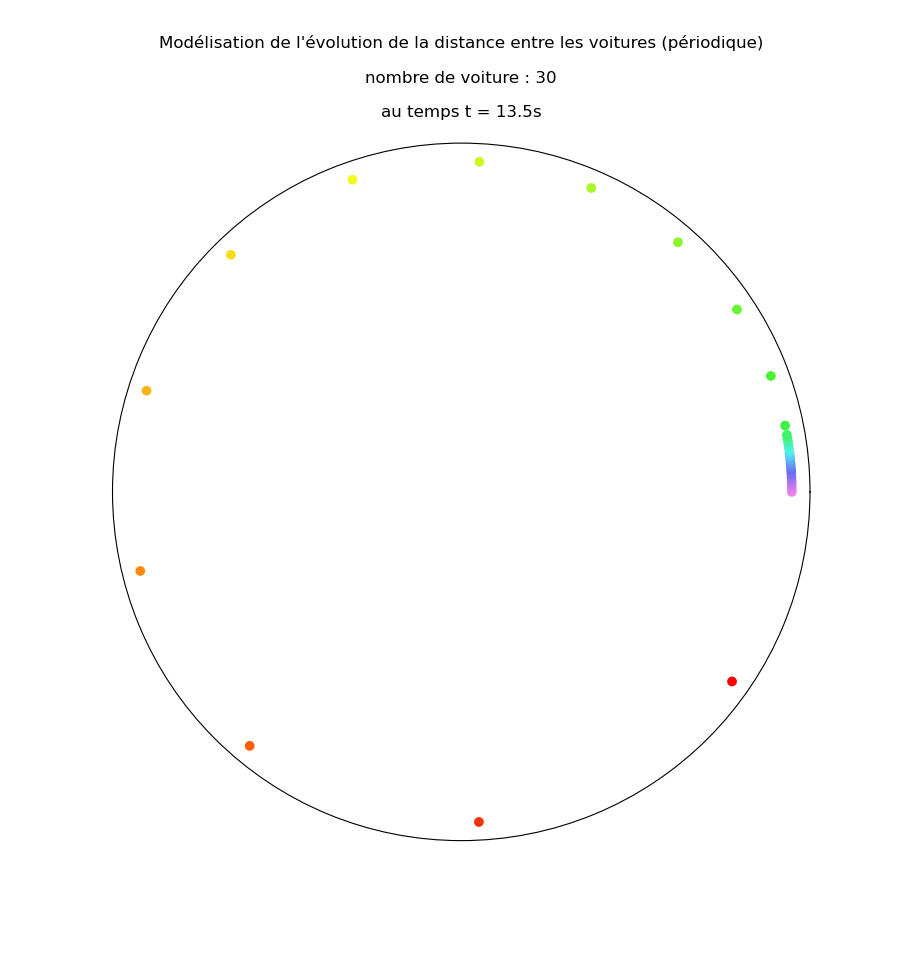 Modélisation de l'évolution de la distance entre les voitures (périodique)
nombre de voiture : 30
au temps t = 13.5s